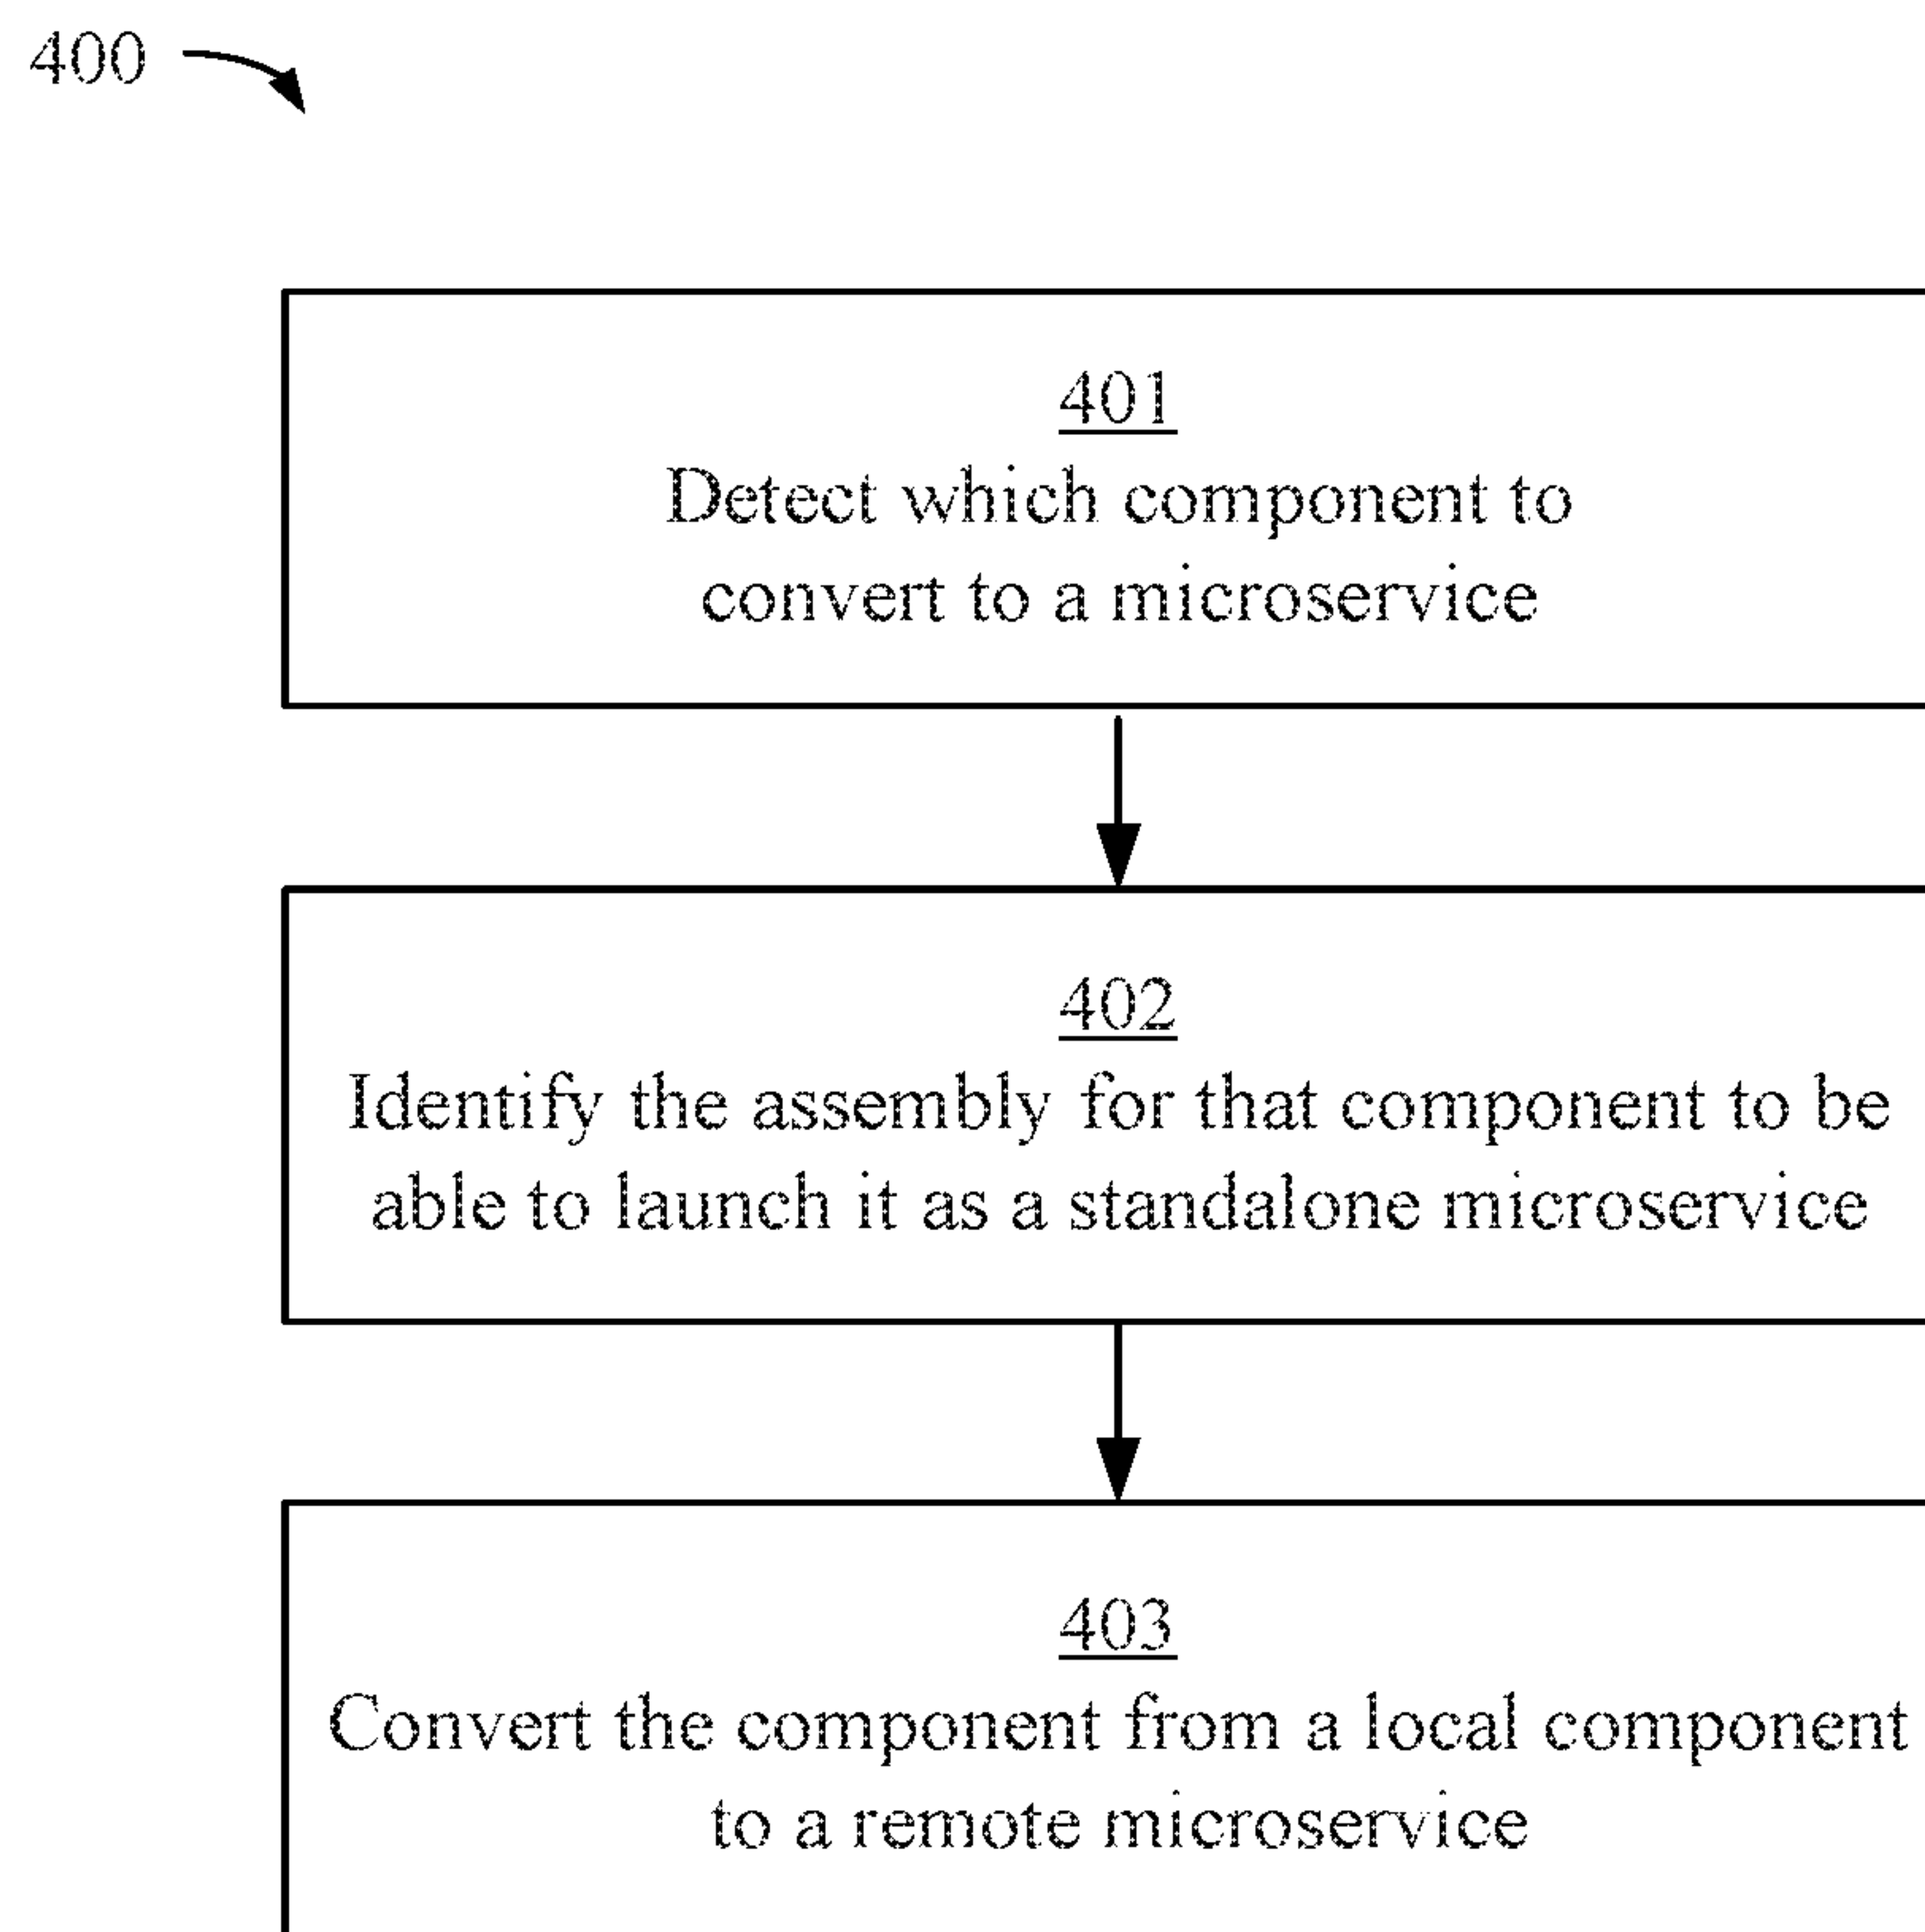 400
401
Detect which component to
convert to a microservice
402
Identify the assembly for that component to be
able to launch it as a standalone microservice
403
Convert the component from a local component
to a remote microservice